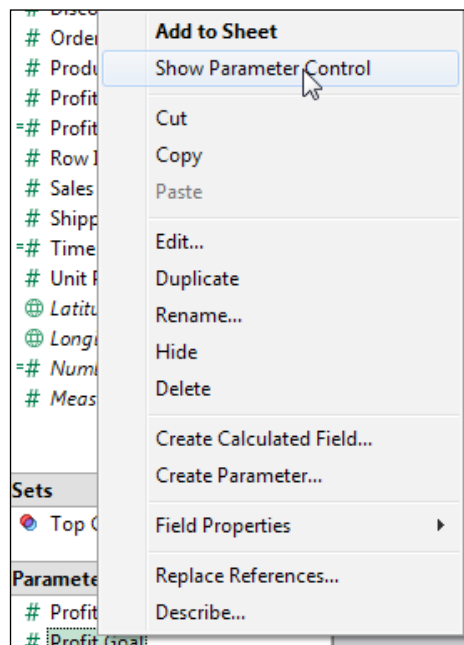 Add to Sheet
# Order
Show Parameter Control
# Produ
# Profit
Cut
=# Profit
# Row I
Copy
# Sales
Paste
# Shipp
=# Time
Edit...
# Unit
Duplicate
Latitu
Rename...
Longi
Hide
=# Numb
Delete
# Meas
Create Calculated Field...
Create Parameter...
Sets
Top
Field Properties
Paramete
Replace References...
# Profit
Describe...
# Profit Goal